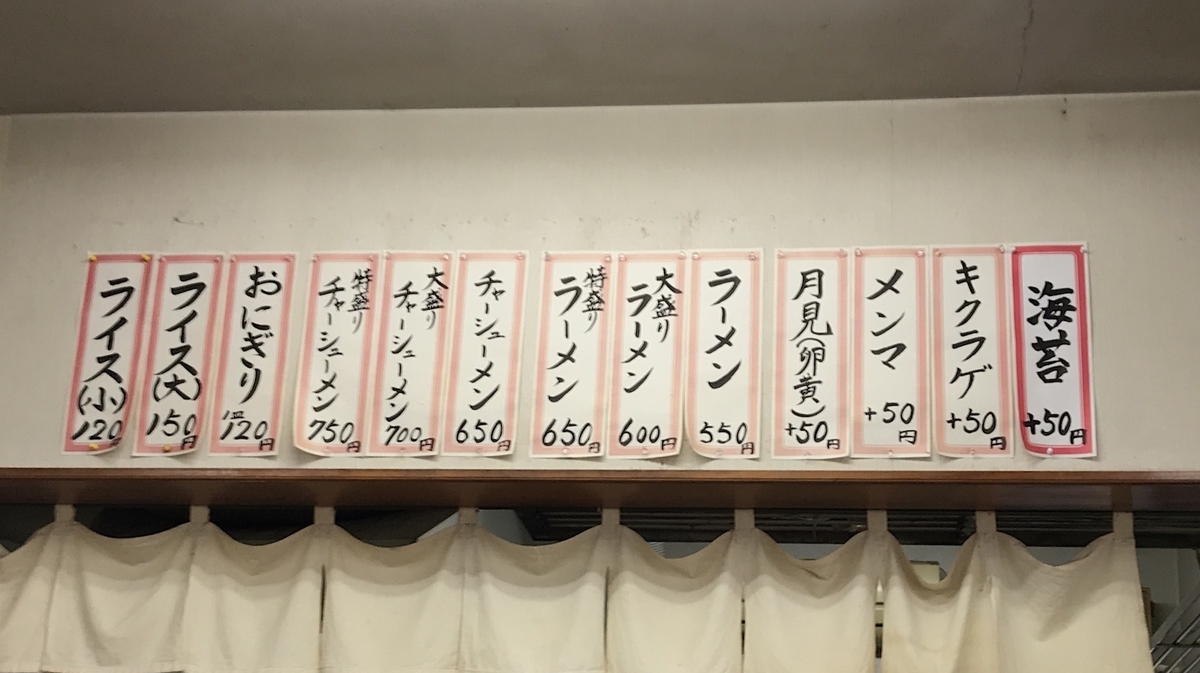 海苔
+50円
キクラゲ
+50円
メンマ
+50円
月見(卵黄)
+50円
ラーメン
550円
大盛り
ラーメン
600円
特盛り
ラーメン
650円
チャーシューメン
650円
大盛り
チャーシューメン
700円
特盛り
チャーシューメン
750円
おにぎり
1皿120円
ライス(大)
150円
ライス(小)
120円